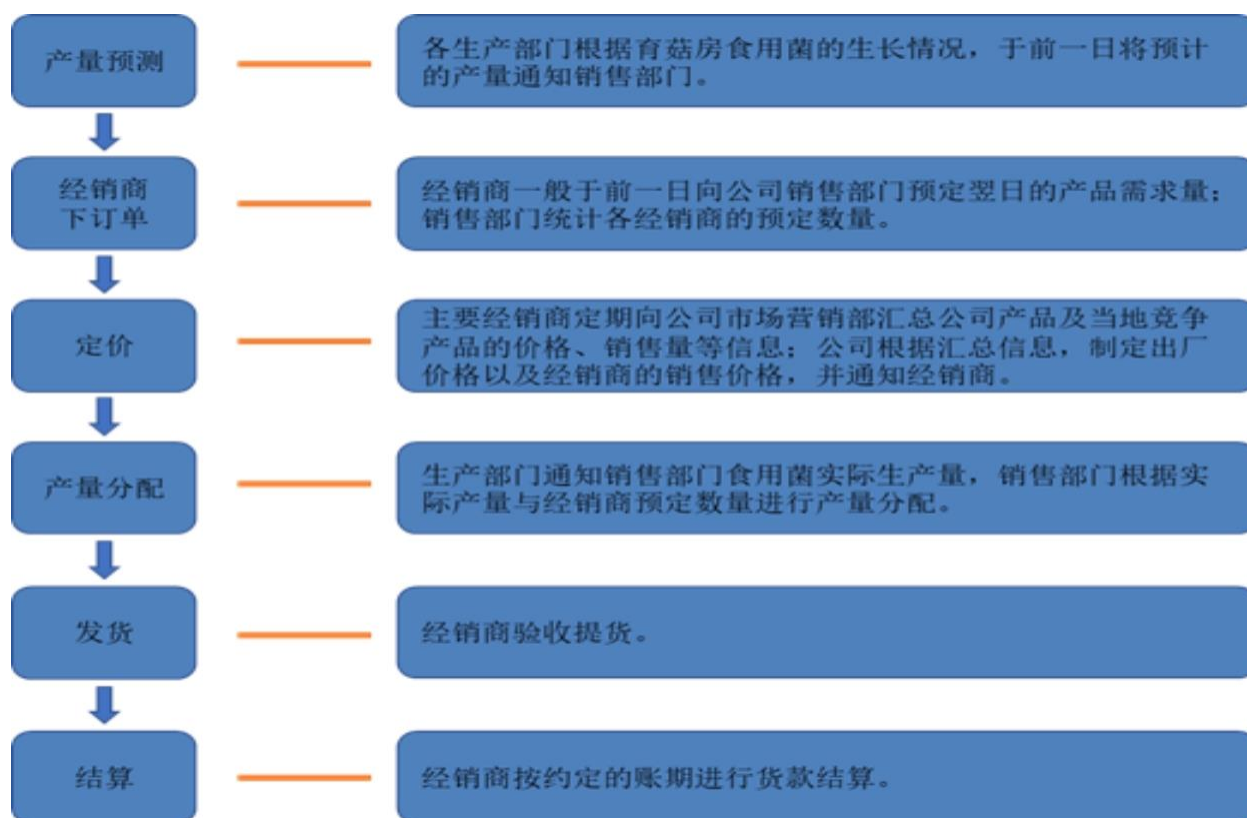 产量预测
各生产部门根据育菇房食用菌的生长情况，于前一日将预计
的产量通知销售部门。
经销商
下订单
经销商一般于前一日向公司销售部门预定翌日的产品需求量；
销售部门统计各经销商的预定数量。
定价
主要经销商定期向公司市场营销部汇总公司产品及当地竞争
产品的价格、销售量等信息；公司根据汇总信息，制定出厂
价格以及经销商的销售价格，并通知经销商。
产量分配
生产部门通知销售部门食用菌实际生产量，销售部门根据实
际产量与经销商预定数量进行产量分配。
发货
经销商验收提货。
结算
经销商按约定的账期进行货款结算。